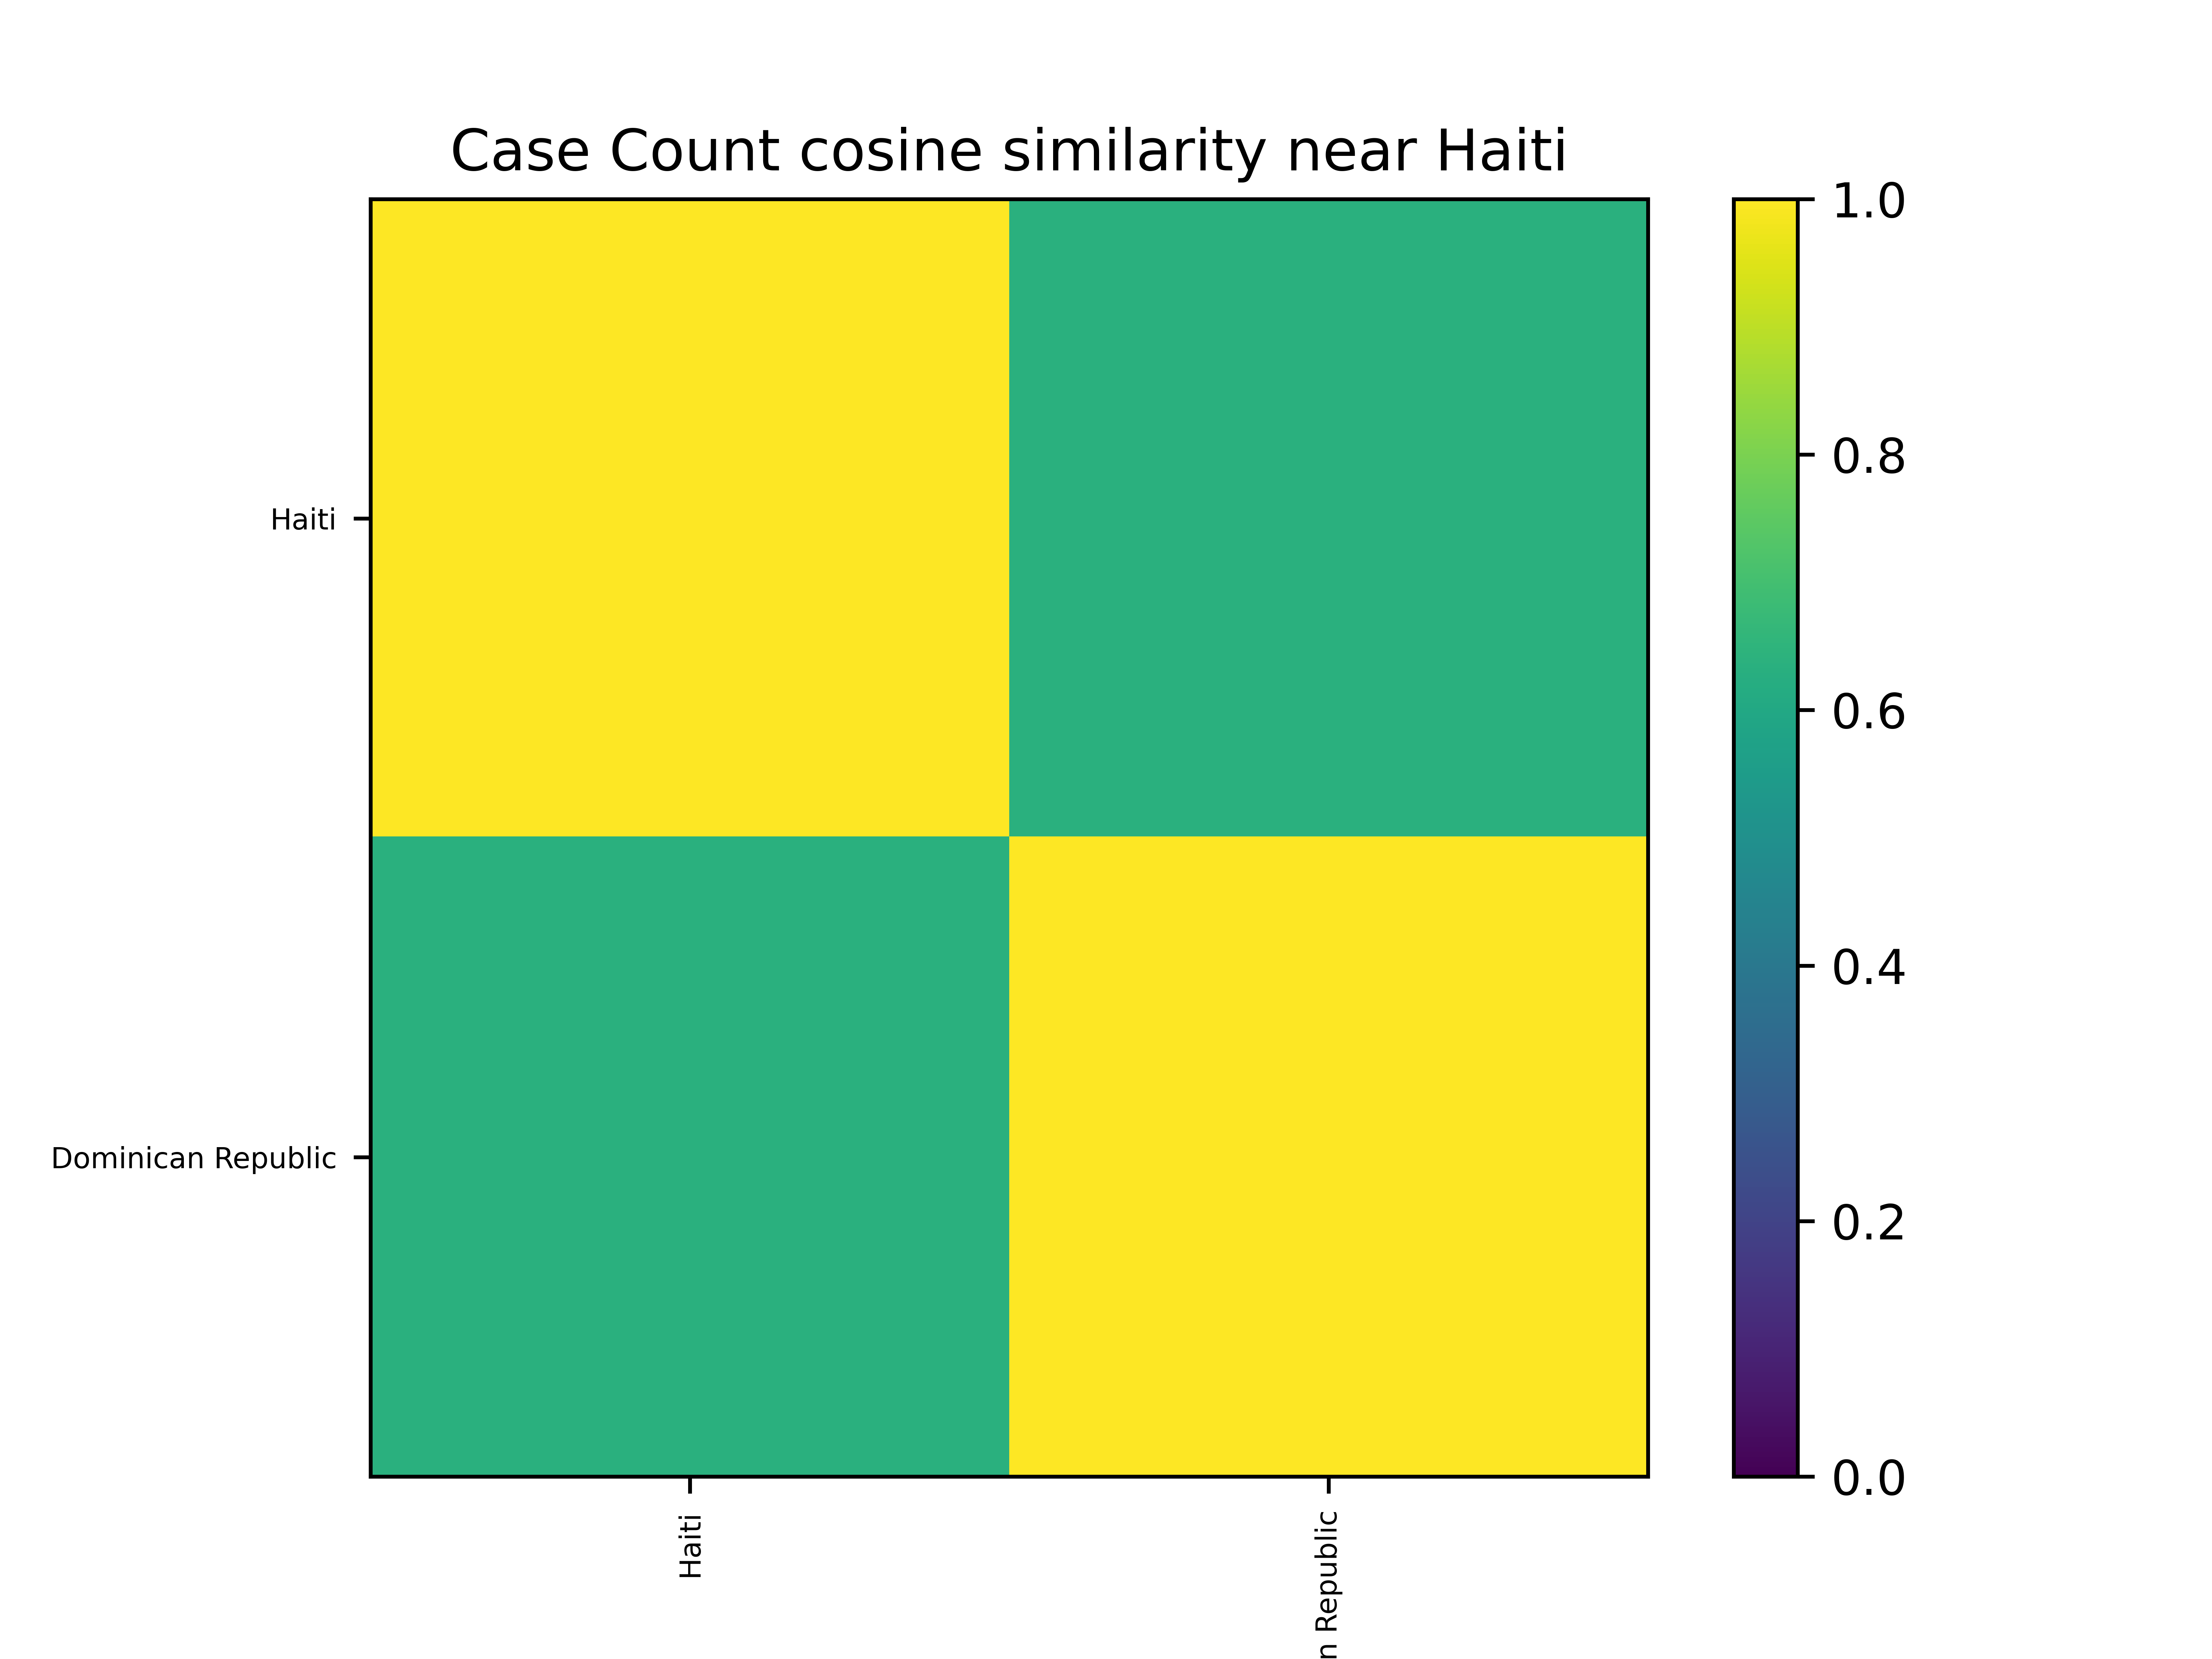 Case Count cosine similarity near Haiti
Haiti
Dominican Republic
Haiti
n Republic
1.0
0.8
0.6
0.4
0.2
0.0